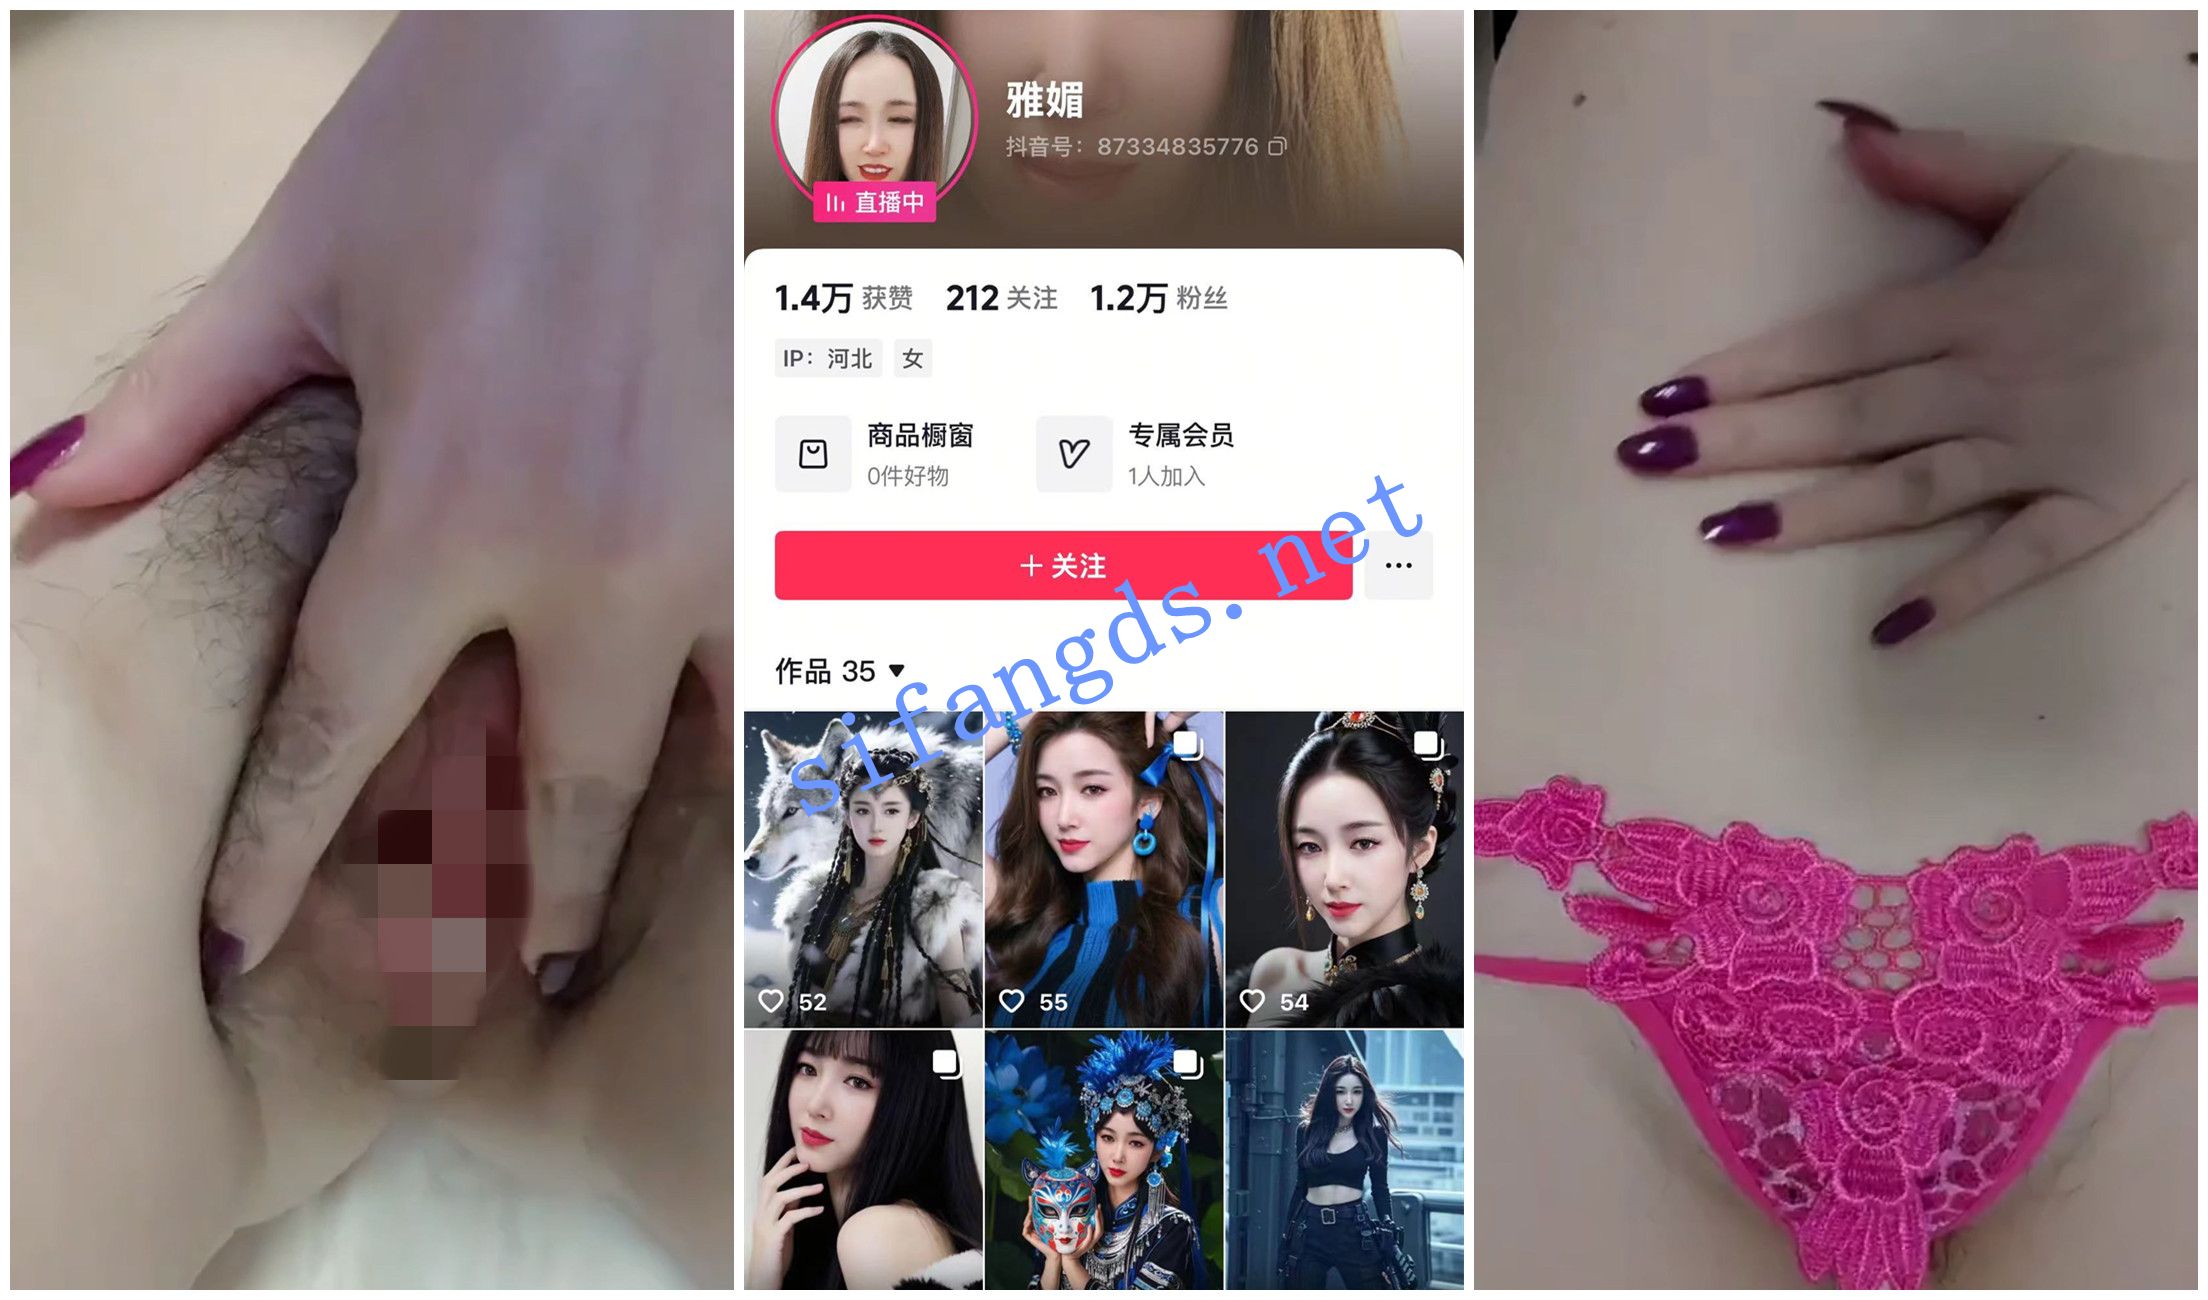 雅媚
抖音号：87334835776
直播中
1.4万 获赞 212 关注 1.2万 粉丝
IP：河北 女
商品橱窗 专属会员
0件好物 1人加入
+ 关注
作品 35
sifangds.net
52 55 54